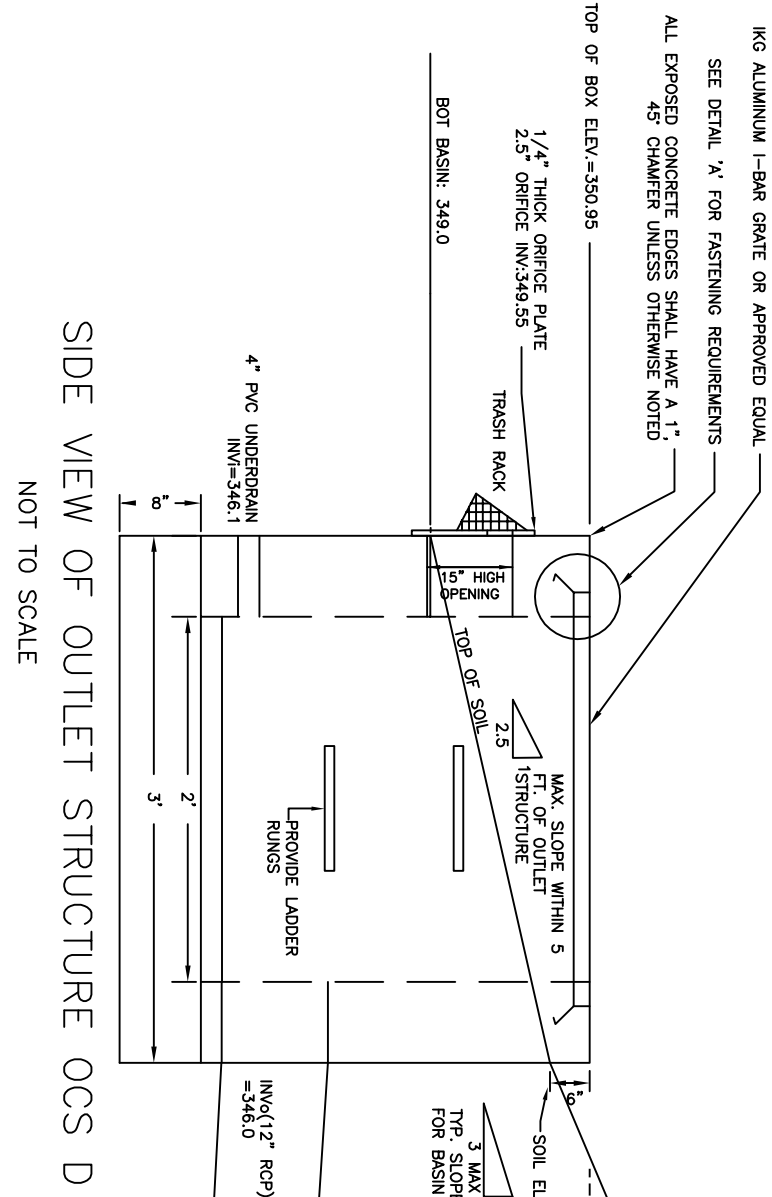 IKG ALUMINUM I-BAR GRATE OR APPROVED EQUAL
SEE DETAIL 'A' FOR FASTENING REQUIREMENTS
ALL EXPOSED CONCRETE EDGES SHALL HAVE A 1",
45° CHAMFER UNLESS OTHERWISE NOTED
TOP OF BOX ELEV.=350.95
1/4" THICK ORIFICE PLATE
2.5" ORIFICE INV:349.55
TRASH RACK
BOT BASIN: 349.0
15" HIGH
OPENING
TOP OF SOIL
2.5
1
MAX. SLOPE WITHIN 5
FT. OF OUTLET
STRUCTURE
6"
SOIL EL
3 MAX
TYP. SLOPE
FOR BASIN
PROVIDE LADDER
RUNGS
4" PVC UNDERDRAIN
INVi=346.1
INVo(12" RCP)
=346.0
8"
2'
3'
SIDE VIEW OF OUTLET STRUCTURE OCS D
NOT TO SCALE